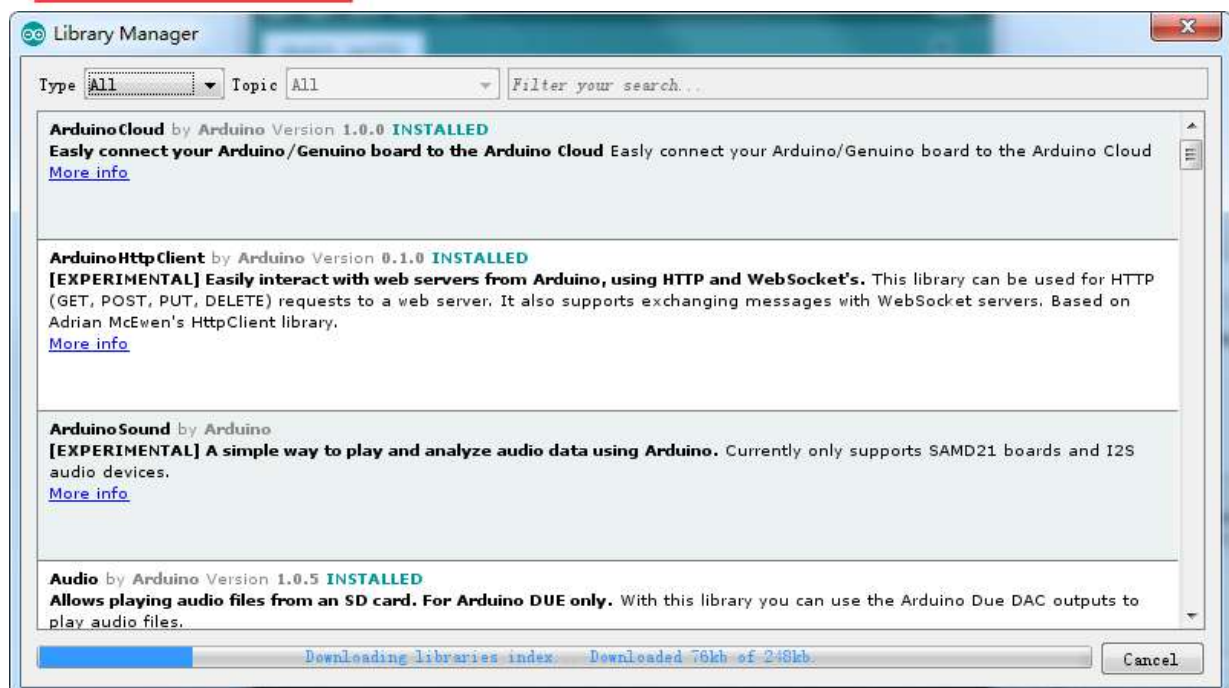 Library Manager
Type All Topic All Filter your search...
ArduinoCloud by Arduino Version 1.0.0 INSTALLED
Easly connect your Arduino/Genuino board to the Arduino Cloud Easly connect your Arduino/Genuino board to the Arduino Cloud
More info
ArduinoHttpClient by Arduino Version 0.1.0 INSTALLED
[EXPERIMENTAL] Easily interact with web servers from Arduino, using HTTP and WebSocket's. This library can be used for HTTP
(GET, POST, PUT, DELETE) requests to a web server. It also supports exchanging messages with WebSocket servers. Based on
Adrian McEwen's HttpClient library.
More info
ArduinoSound by Arduino
[EXPERIMENTAL] A simple way to play and analyze audio data using Arduino. Currently only supports SAMD21 boards and I2S
audio devices.
More info
Audio by Arduino Version 1.0.5 INSTALLED
Allows playing audio files from an SD card. For Arduino DUE only. With this library you can use the Arduino Due DAC outputs to
play audio files.
Downloading libraries index. Downloaded 76kb of 248kb. Cancel